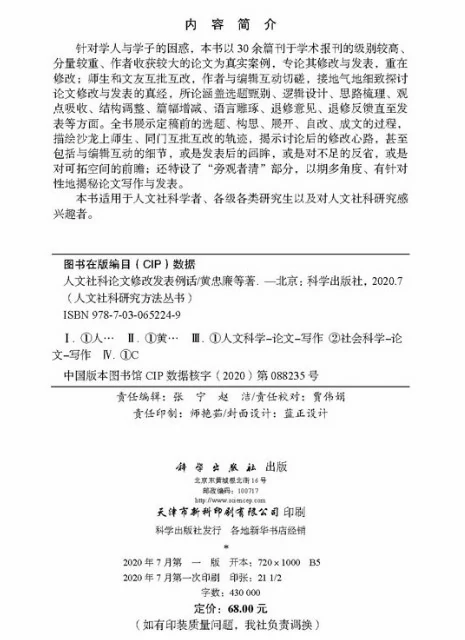 内 容 简 介
针对学人与学子的困惑，本书以 30 余篇刊于学术报刊的级别较高、
分量较重、作者收获较大的论文为真实案例，专论其修改与发表，重在
修改；师生和文友互批互改，作者与编辑互动切磋，接地气地细致探讨
论文修改与发表的真经，所论涵盖选题甄别、逻辑设计、思路梳理、观
点吸收、结构调整、篇幅增减、语言雕琢、退修意见、退修反馈直至发
表等方面。全书展示定稿前的选题、构思、展开、自改、成文的过程，
描绘沙龙上师生、同门互批互改的轨迹，揭示讨论后的修改心路，甚至
包括与编辑互动的细节，或是发表后的回眸，或是对不足的反省，或是
对可拓空间的前瞻；还特设了“旁观者清”部分，以期多角度、有针对
性地揭秘论文写作与发表。
本书适用于人文社科学者、各级各类研究生以及对人文社科研究感
兴趣者。
图书在版编目（CIP）数据
人文社科论文修改发表例话/黄忠廉等著. —北京：科学出版社，2020.7
（人文社科研究方法丛书）
ISBN 978-7-03-065224-9
Ⅰ. ①人… Ⅱ. ①黄… Ⅲ. ①人文科学-论文-写作 ②社会科学-论
文-写作 Ⅳ. ①C
中国版本图书馆 CIP 数据核字（2020）第 088235 号
责任编辑：张 宁 赵 洁/责任校对：贾伟娟
责任印制：师艳茹/封面设计：蓝正设计
科学出版社 出版
北京东黄城根北街 16 号
邮政编码：100717
http://www.sciencep.com
天津市新科印刷有限公司 印刷
科学出版社发行 各地新华书店经销
*
2020 年 7 月第 一 版 开本：720×1000 B5
2020 年 7 月第一次印刷 印张：21 1/2
字数：430 000
定价：68.00 元
（如有印装质量问题，我社负责调换）